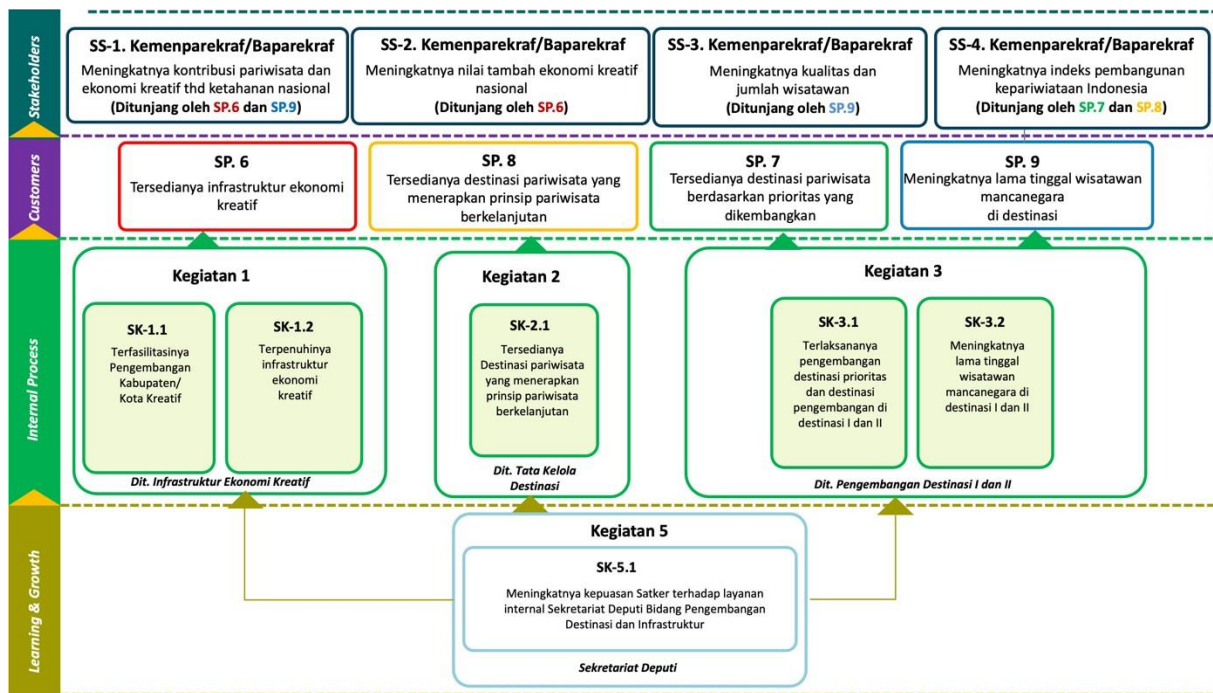 Stakeholders
SS-1. Kemenparekraf/Baparekraf
Meningkatnya kontribusi pariwisata dan
ekonomi kreatif thd ketahanan nasional
(Ditunjang oleh SP.6 dan SP.9)
SS-2. Kemenparekraf/Baparekraf
Meningkatnya nilai tambah ekonomi kreatif
nasional
(Ditunjang oleh SP.6)
SS-3. Kemenparekraf/Baparekraf
Meningkatnya kualitas dan
jumlah wisatawan
(Ditunjang oleh SP.9)
SS-4. Kemenparekraf/Baparekraf
Meningkatnya indeks pembangunan
kepariwiataan Indonesia
(Ditunjang oleh SP.7 dan SP.8)
Customers
SP. 6
Tersedianya infrastruktur ekonomi
kreatif
SP. 8
Tersedianya destinasi pariwisata yang
menerapkan prinsip pariwisata
berkelanjutan
SP. 7
Tersedianya destinasi pariwisata
berdasarkan prioritas yang
dikembangkan
SP. 9
Meningkatnya lama tinggal wisatawan
mancanegara
di destinasi
Internal Process
Kegiatan 1
SK-1.1
Terfasilitasinya
Pengembangan
Kabupaten/
Kota Kreatif
SK-1.2
Terpenuhinya
infrastruktur
ekonomi
kreatif
Dit. Infrastruktur Ekonomi Kreatif
Kegiatan 2
SK-2.1
Tersedianya
Destinasi pariwisata
yang menerapkan
prinsip pariwisata
berkelanjutan
Dit. Tata Kelola
Destinasi
Kegiatan 3
SK-3.1
Terlaksananya
pengembangan
destinasi prioritas
dan destinasi
pengembangan di
destinasi I dan II
SK-3.2
Meningkatnya
lama tinggal
wisatawan
mancanegara di
destinasi I dan II
Dit. Pengembangan Destinasi I dan II
Learning & Growth
Kegiatan 5
SK-5.1
Meningkatnya kepuasan Satker terhadap layanan
internal Sekretariat Deputi Bidang Pengembangan
Destinasi dan Infrastruktur
Sekretariat Deputi